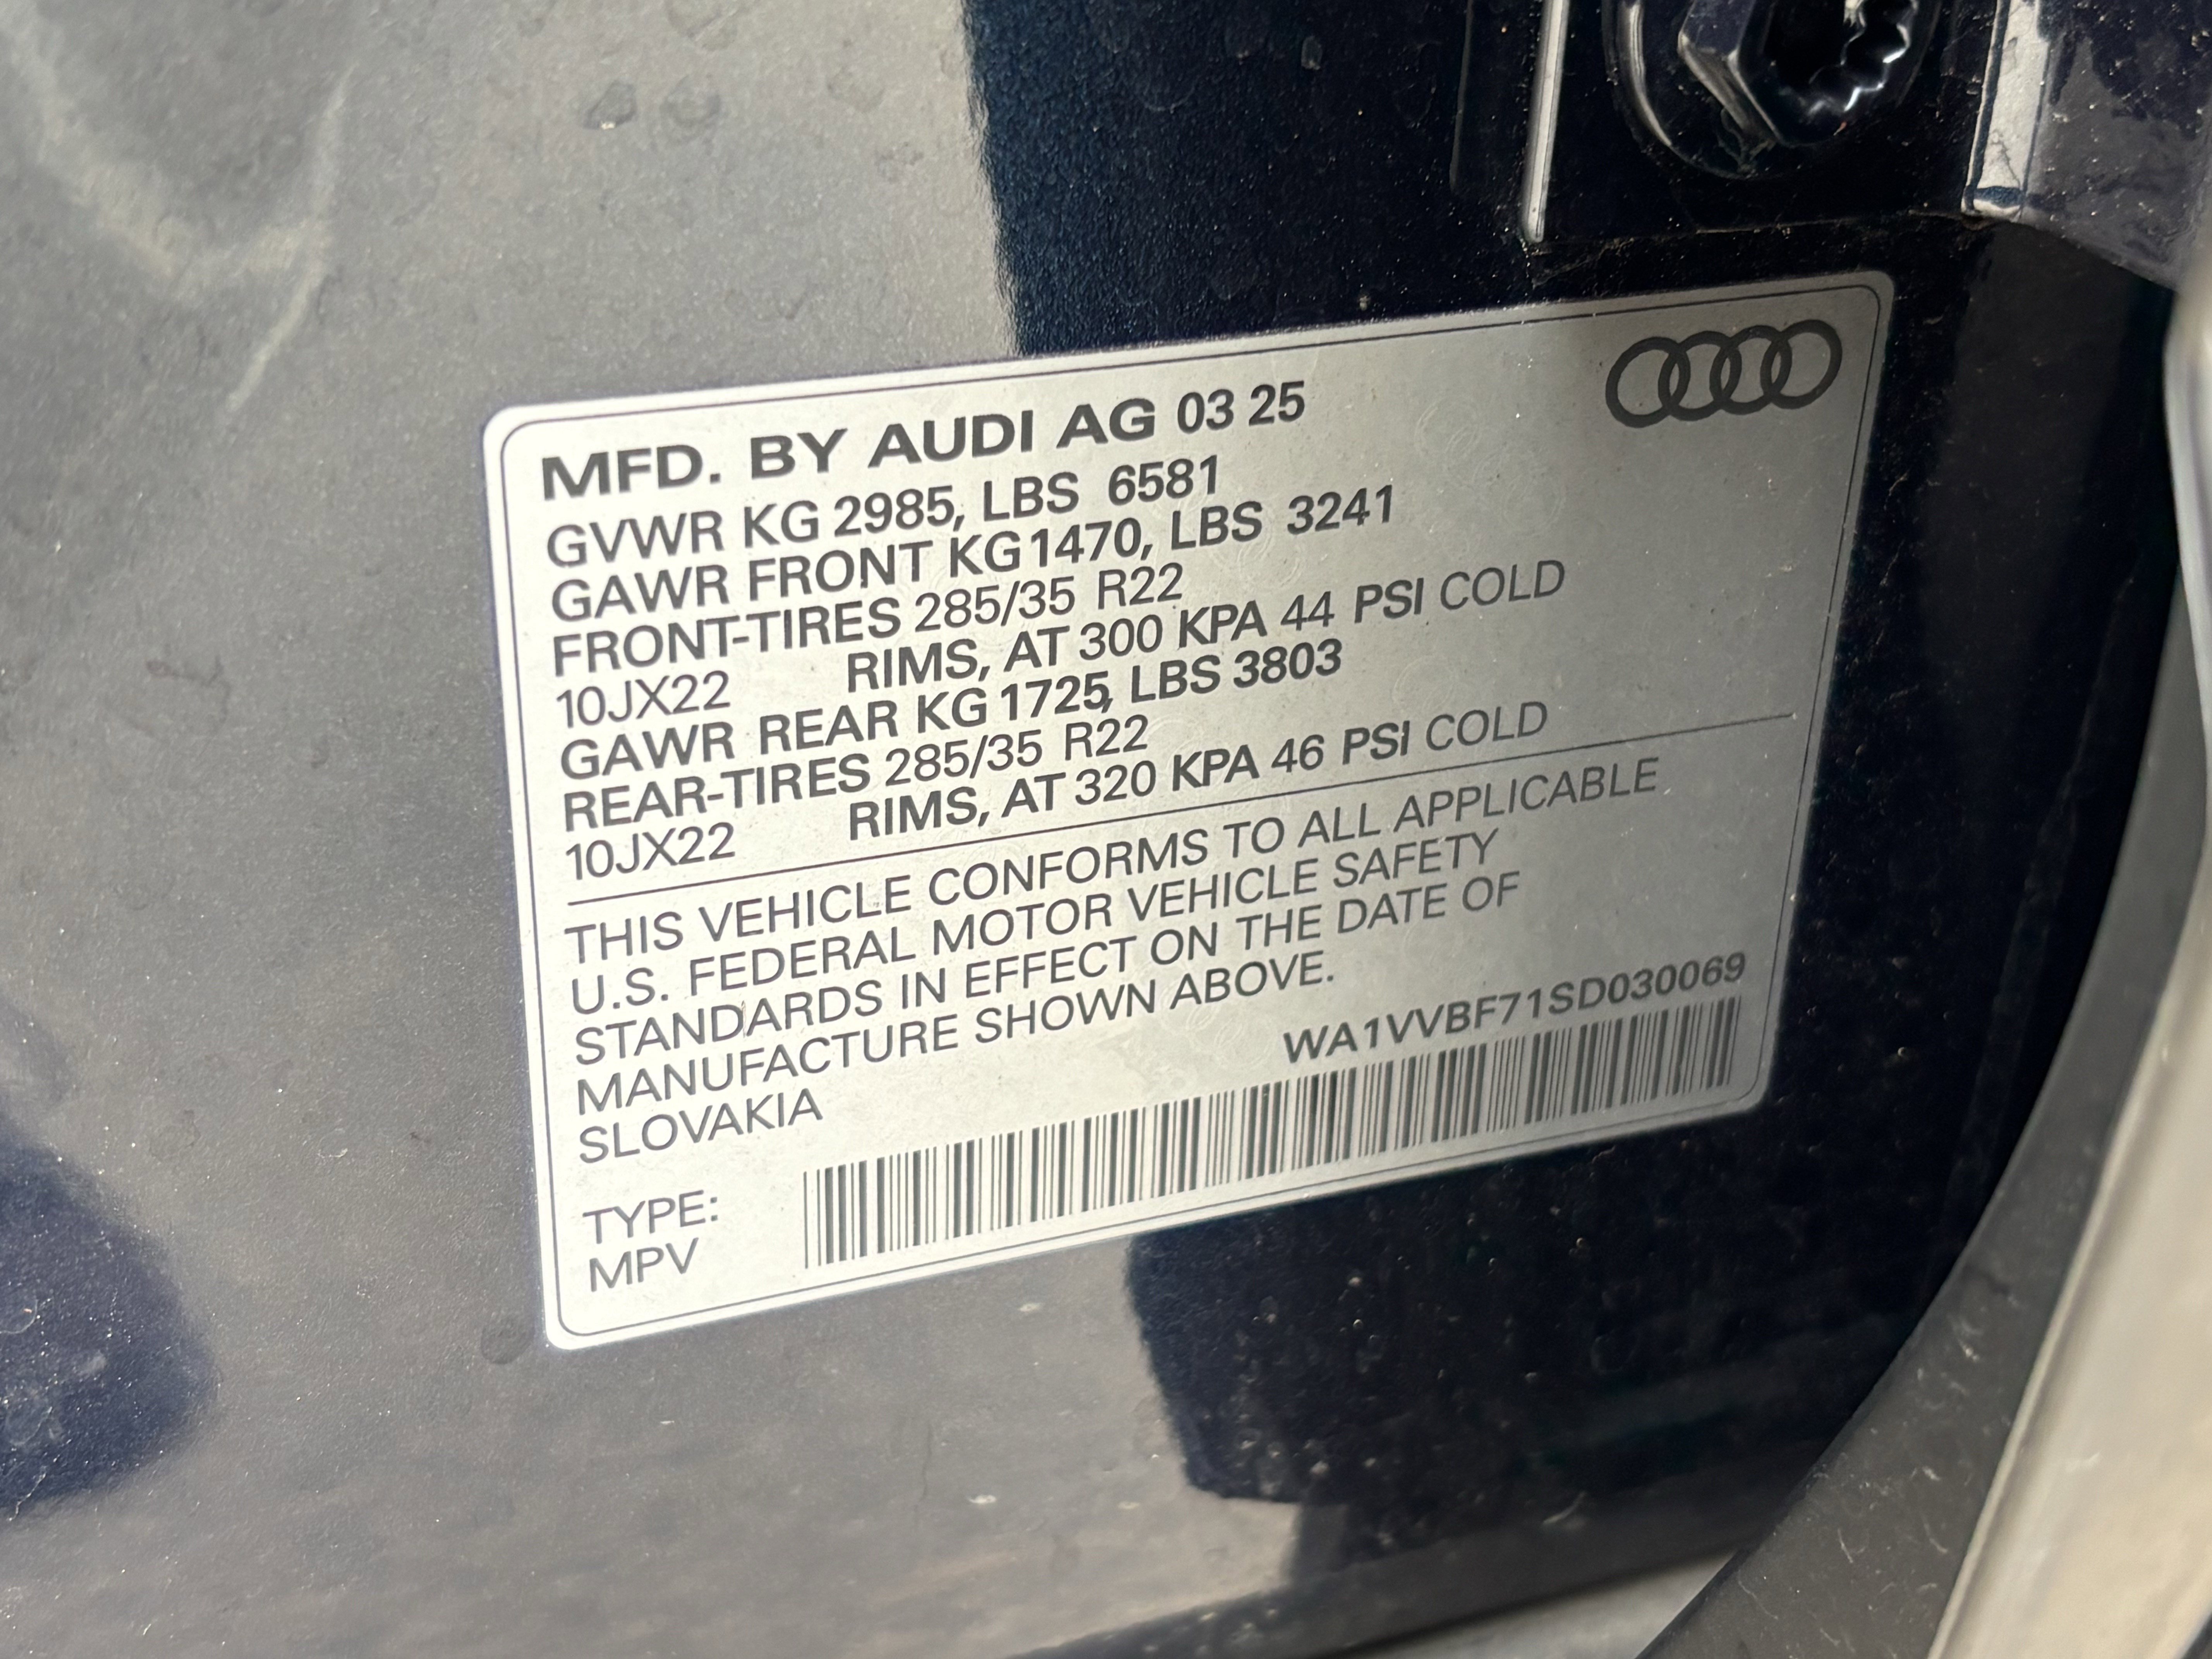 MFD. BY AUDI AG 03 25
GVWR KG 2985, LBS 6581
GAWR FRONT KG 1470, LBS 3241
FRONT-TIRES 285/35 R22
10JX22 RIMS, AT 300 KPA 44 PSI COLD
GAWR REAR KG 1725, LBS 3803
REAR-TIRES 285/35 R22
10JX22 RIMS, AT 320 KPA 46 PSI COLD
THIS VEHICLE CONFORMS TO ALL APPLICABLE
U.S. FEDERAL MOTOR VEHICLE SAFETY
STANDARDS IN EFFECT ON THE DATE OF
MANUFACTURE SHOWN ABOVE.
SLOVAKIA
WA1VVBF71SD030069
TYPE:
MPV